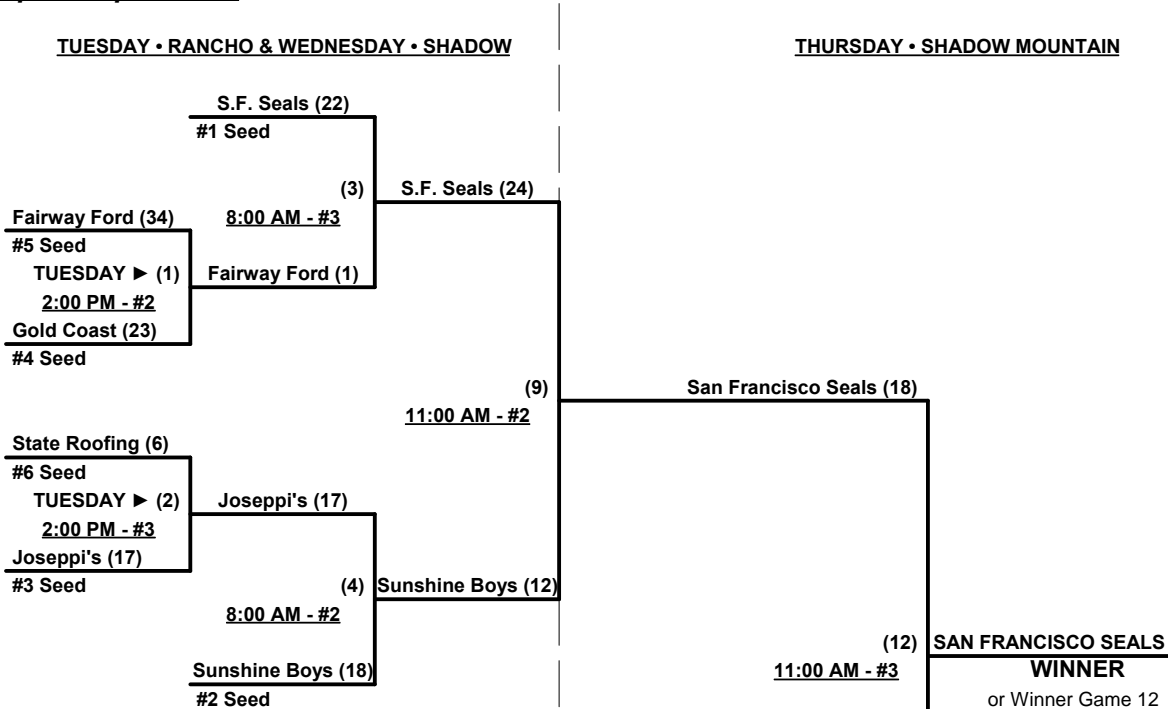 TUESDAY • RANCHO & WEDNESDAY • SHADOW
THURSDAY • SHADOW MOUNTAIN
S.F. Seals (22)
#1 Seed
(3)
S.F. Seals (24)
8:00 AM - #3
Fairway Ford (34)
#5 Seed
TUESDAY ► (1)
Fairway Ford (1)
2:00 PM - #2
Gold Coast (23)
#4 Seed
(9)
San Francisco Seals (18)
11:00 AM - #2
State Roofing (6)
#6 Seed
TUESDAY ► (2)
Joseppi's (17)
2:00 PM - #3
Joseppi's (17)
#3 Seed
(4)
Sunshine Boys (12)
8:00 AM - #2
Sunshine Boys (18)
#2 Seed
(12)
SAN FRANCISCO SEALS
11:00 AM - #3
WINNER
or Winner Game 12